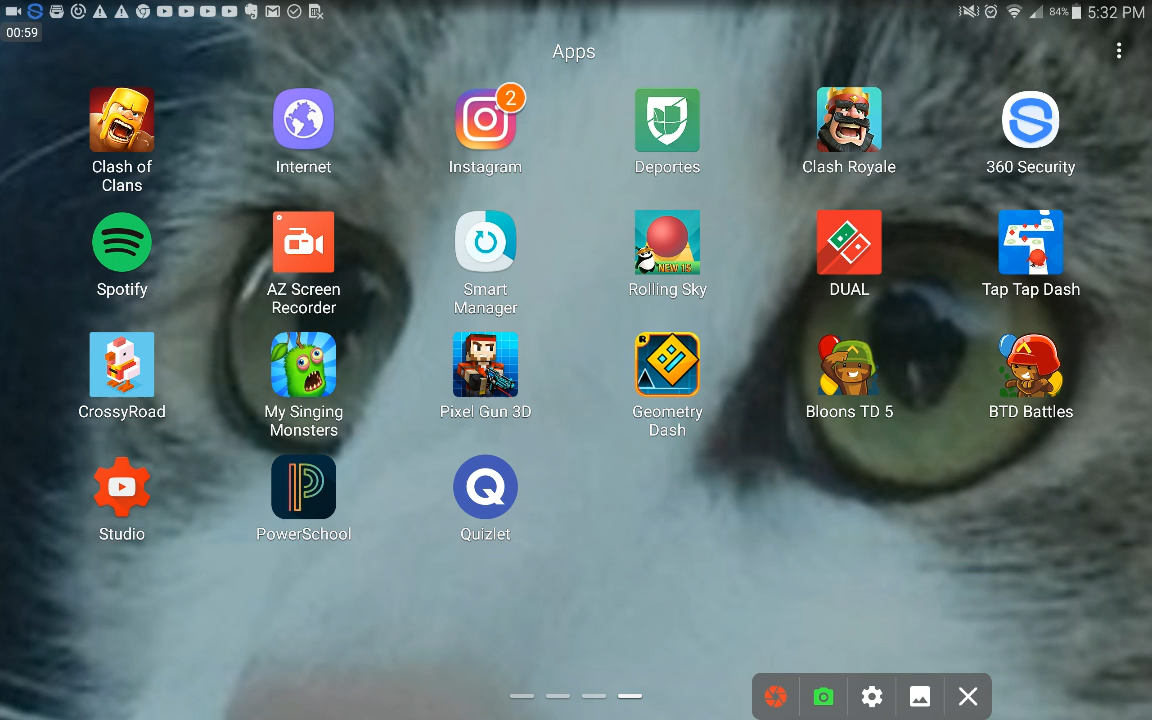 84% 5:32 PM
00:59
Apps
2
Clash of
Clans
Internet
Instagram
Deportes
Clash Royale
360 Security
Spotify
AZ Screen
Recorder
Smart
Manager
NEW 15
Rolling Sky
DUAL
Tap Tap Dash
CrossyRoad
My Singing
Monsters
Pixel Gun 3D
R
Geometry
Dash
Bloons TD 5
BTD Battles
Studio
PowerSchool
Quizlet